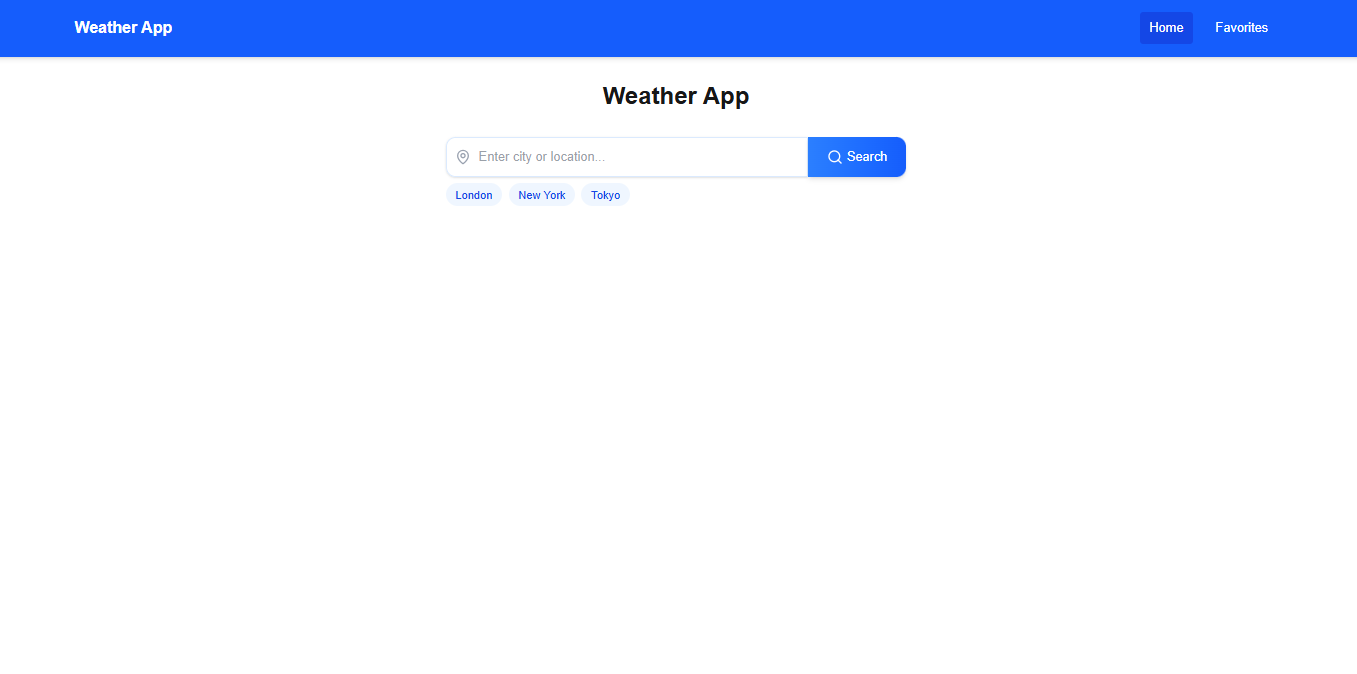 Weather App Home Favorites
Weather App
Enter city or location... Search
London New York Tokyo